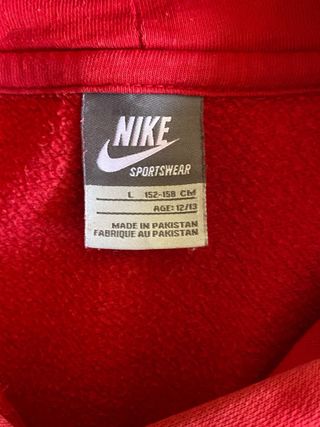 NIKE
SPORTSWEAR
L 152-158 CM
AGE: 12/13
MADE IN PAKISTAN
FABRIQUE AU PAKISTAN